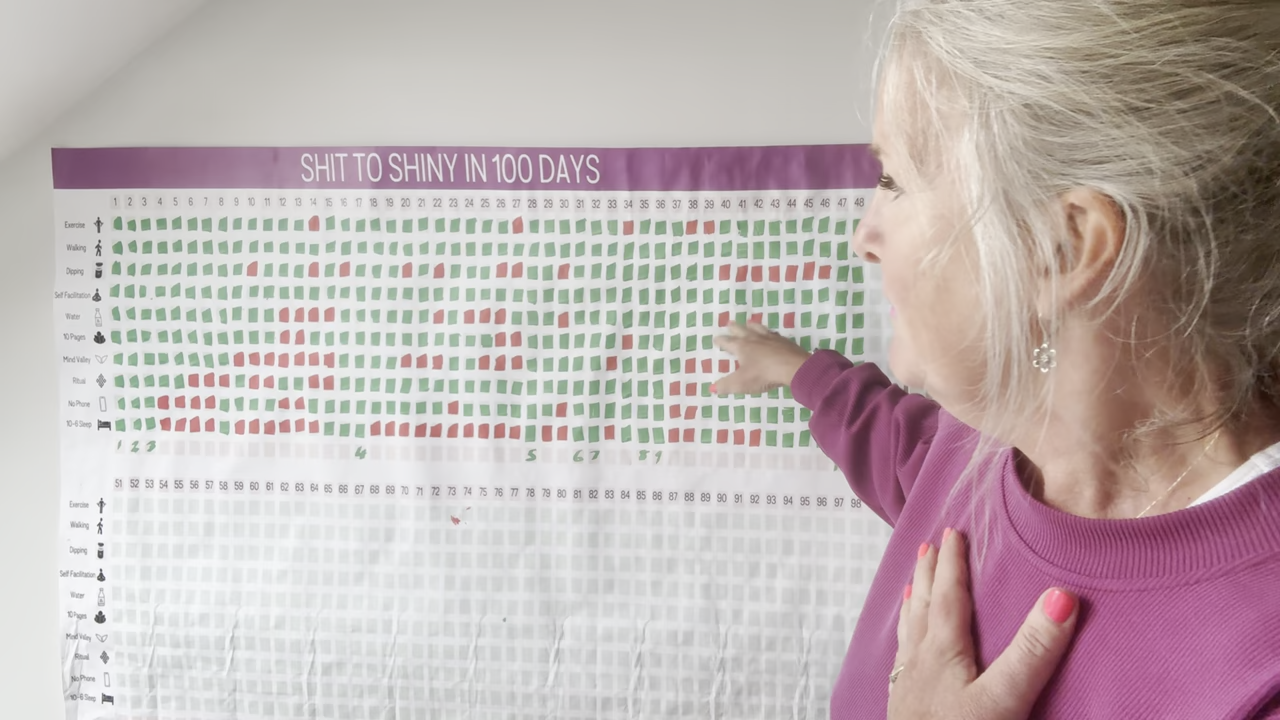 SHIT TO SHINY IN 100 DAYS
1 2 3 4 5 6 7 8 9 10 11 12 13 14 15 16 17 18 19 20 21 22 23 24 25 26 27 28 29 30 31 32 33 34 35 36 37 38 39 40 41 42 43 44 45 46 47 48
Exercise
Walking
Dipping
Self Facilitation
Water
10 Pages
Mind Valley
Ritual
No Phone
10-6 Sleep
1 2 3 4 5 6 7 8 9
51 52 53 54 55 56 57 58 59 60 61 62 63 64 65 66 67 68 69 70 71 72 73 74 75 76 77 78 79 80 81 82 83 84 85 86 87 88 89 90 91 92 93 94 95 96 97 98
Exercise
Walking
Dipping
Self Facilitation
Water
10 Pages
Mind Valley
Ritual
No Phone
10-6 Sleep